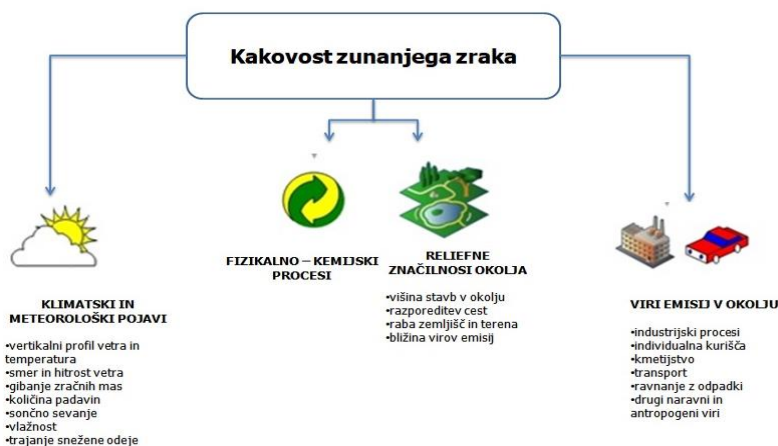 Kakovost zunanjega zraka
KLIMATSKI IN
METEOROLOŠKI POJAVI
•vertikalni profil vetra in
temperatura
•smer in hitrost vetra
•gibanje zračnih mas
•količina padavin
•sončno sevanje
•vlažnost
•trajanje snežene odeje
FIZIKALNO – KEMIJSKI
PROCESI
RELIEFNE
ZNAČILNOSI OKOLJA
•višina stavb v okolju
•razporeditev cest
•raba zemljišč in terena
•bližina virov emisij
VIRI EMISIJ V OKOLJU
•industrijski procesi
•individualna kurišča
•kmetijstvo
•transport
•ravnanje z odpadki
•drugi naravni in
antropogeni viri